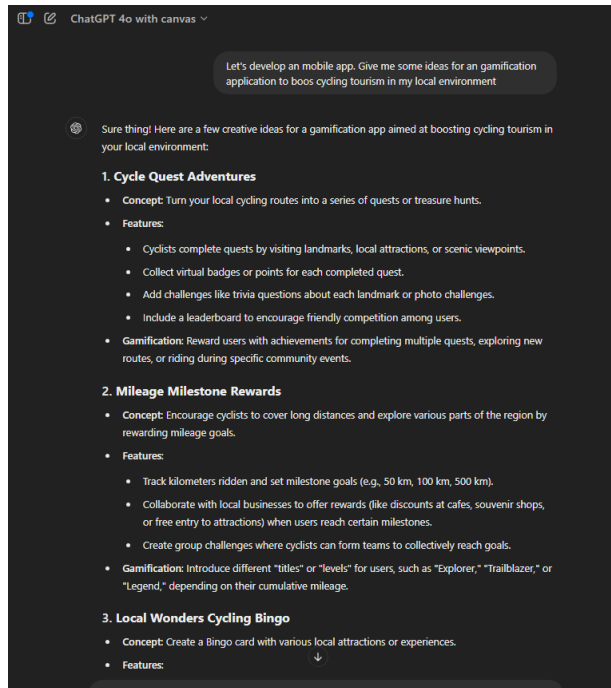 ChatGPT 4o with canvas
Let's develop an mobile app. Give me some ideas for an gamification
application to boos cycling tourism in my local environment
Sure thing! Here are a few creative ideas for a gamification app aimed at boosting cycling tourism in
your local environment:
1. Cycle Quest Adventures
• Concept: Turn your local cycling routes into a series of quests or treasure hunts.
• Features:
• Cyclists complete quests by visiting landmarks, local attractions, or scenic viewpoints.
• Collect virtual badges or points for each completed quest.
• Add challenges like trivia questions about each landmark or photo challenges.
• Include a leaderboard to encourage friendly competition among users.
• Gamification: Reward users with achievements for completing multiple quests, exploring new
routes, or riding during specific community events.
2. Mileage Milestone Rewards
• Concept: Encourage cyclists to cover long distances and explore various parts of the region by
rewarding mileage goals.
• Features:
• Track kilometers ridden and set milestone goals (e.g., 50 km, 100 km, 500 km).
• Collaborate with local businesses to offer rewards (like discounts at cafes, souvenir shops,
or free entry to attractions) when users reach certain milestones.
• Create group challenges where cyclists can form teams to collectively reach goals.
• Gamification: Introduce different "titles" or "levels" for users, such as "Explorer," "Trailblazer," or
"Legend," depending on their cumulative mileage.
3. Local Wonders Cycling Bingo
• Concept: Create a Bingo card with various local attractions or experiences.
• Features: